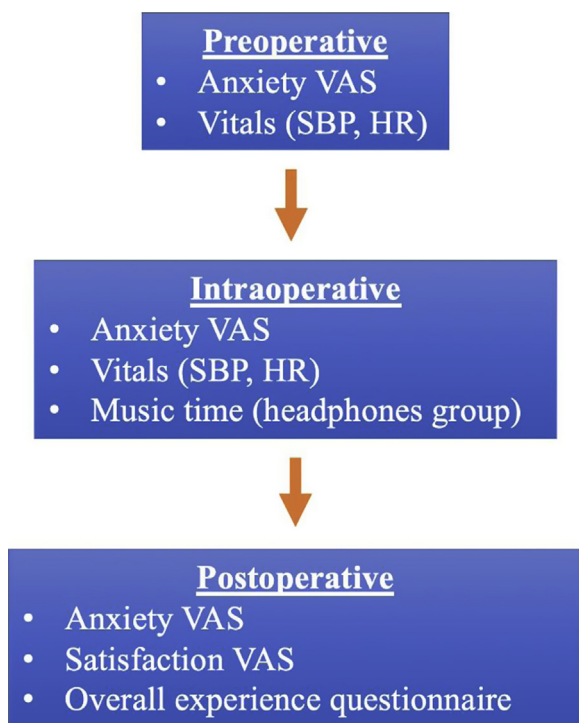 Preoperative
• Anxiety VAS
• Vitals (SBP, HR)
Intraoperative
• Anxiety VAS
• Vitals (SBP, HR)
• Music time (headphones group)
Postoperative
• Anxiety VAS
• Satisfaction VAS
• Overall experience questionnaire